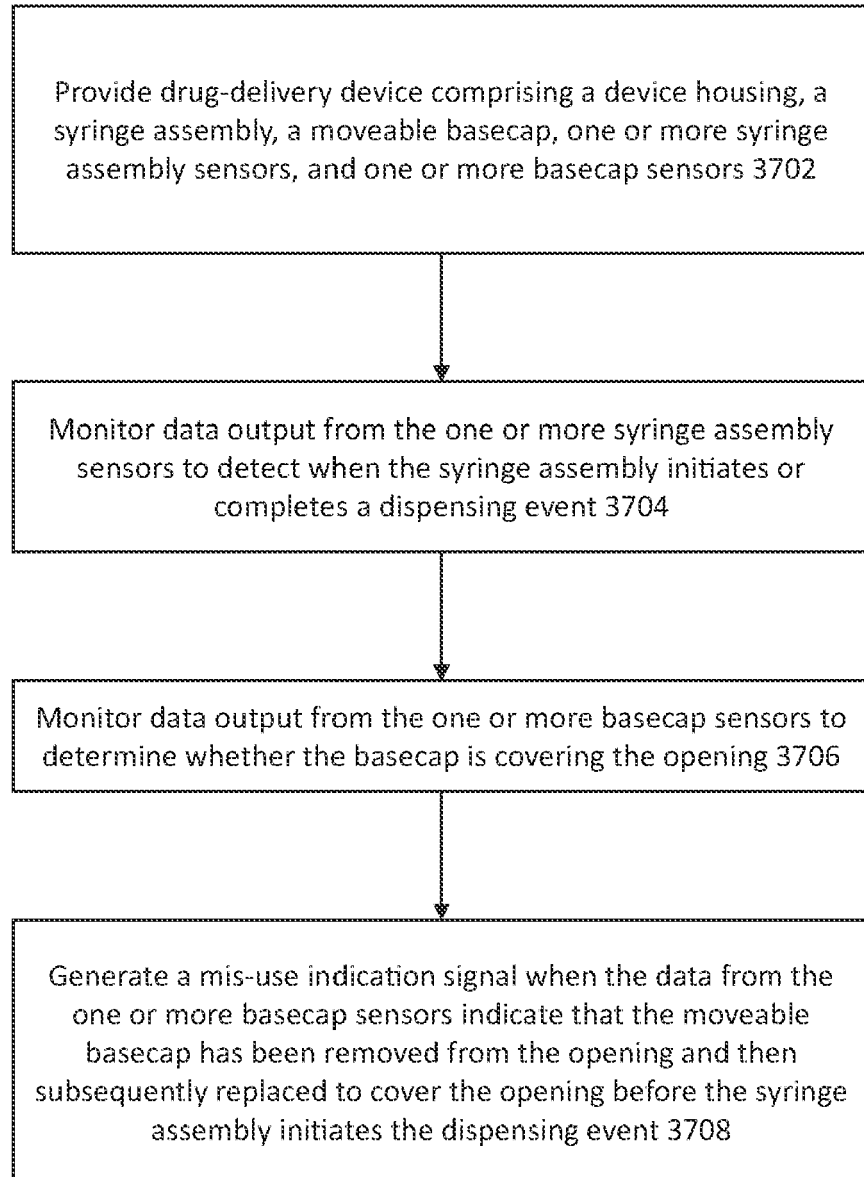 Provide drug-delivery device comprising a device housing, a
syringe assembly, a moveable basecap, one or more syringe
assembly sensors, and one or more basecap sensors 3702
Monitor data output from the one or more syringe assembly
sensors to detect when the syringe assembly initiates or
completes a dispensing event 3704
Monitor data output from the one or more basecap sensors to
determine whether the basecap is covering the opening 3706
Generate a mis-use indication signal when the data from the
one or more basecap sensors indicate that the moveable
basecap has been removed from the opening and then
subsequently replaced to cover the opening before the syringe
assembly initiates the dispensing event 3708